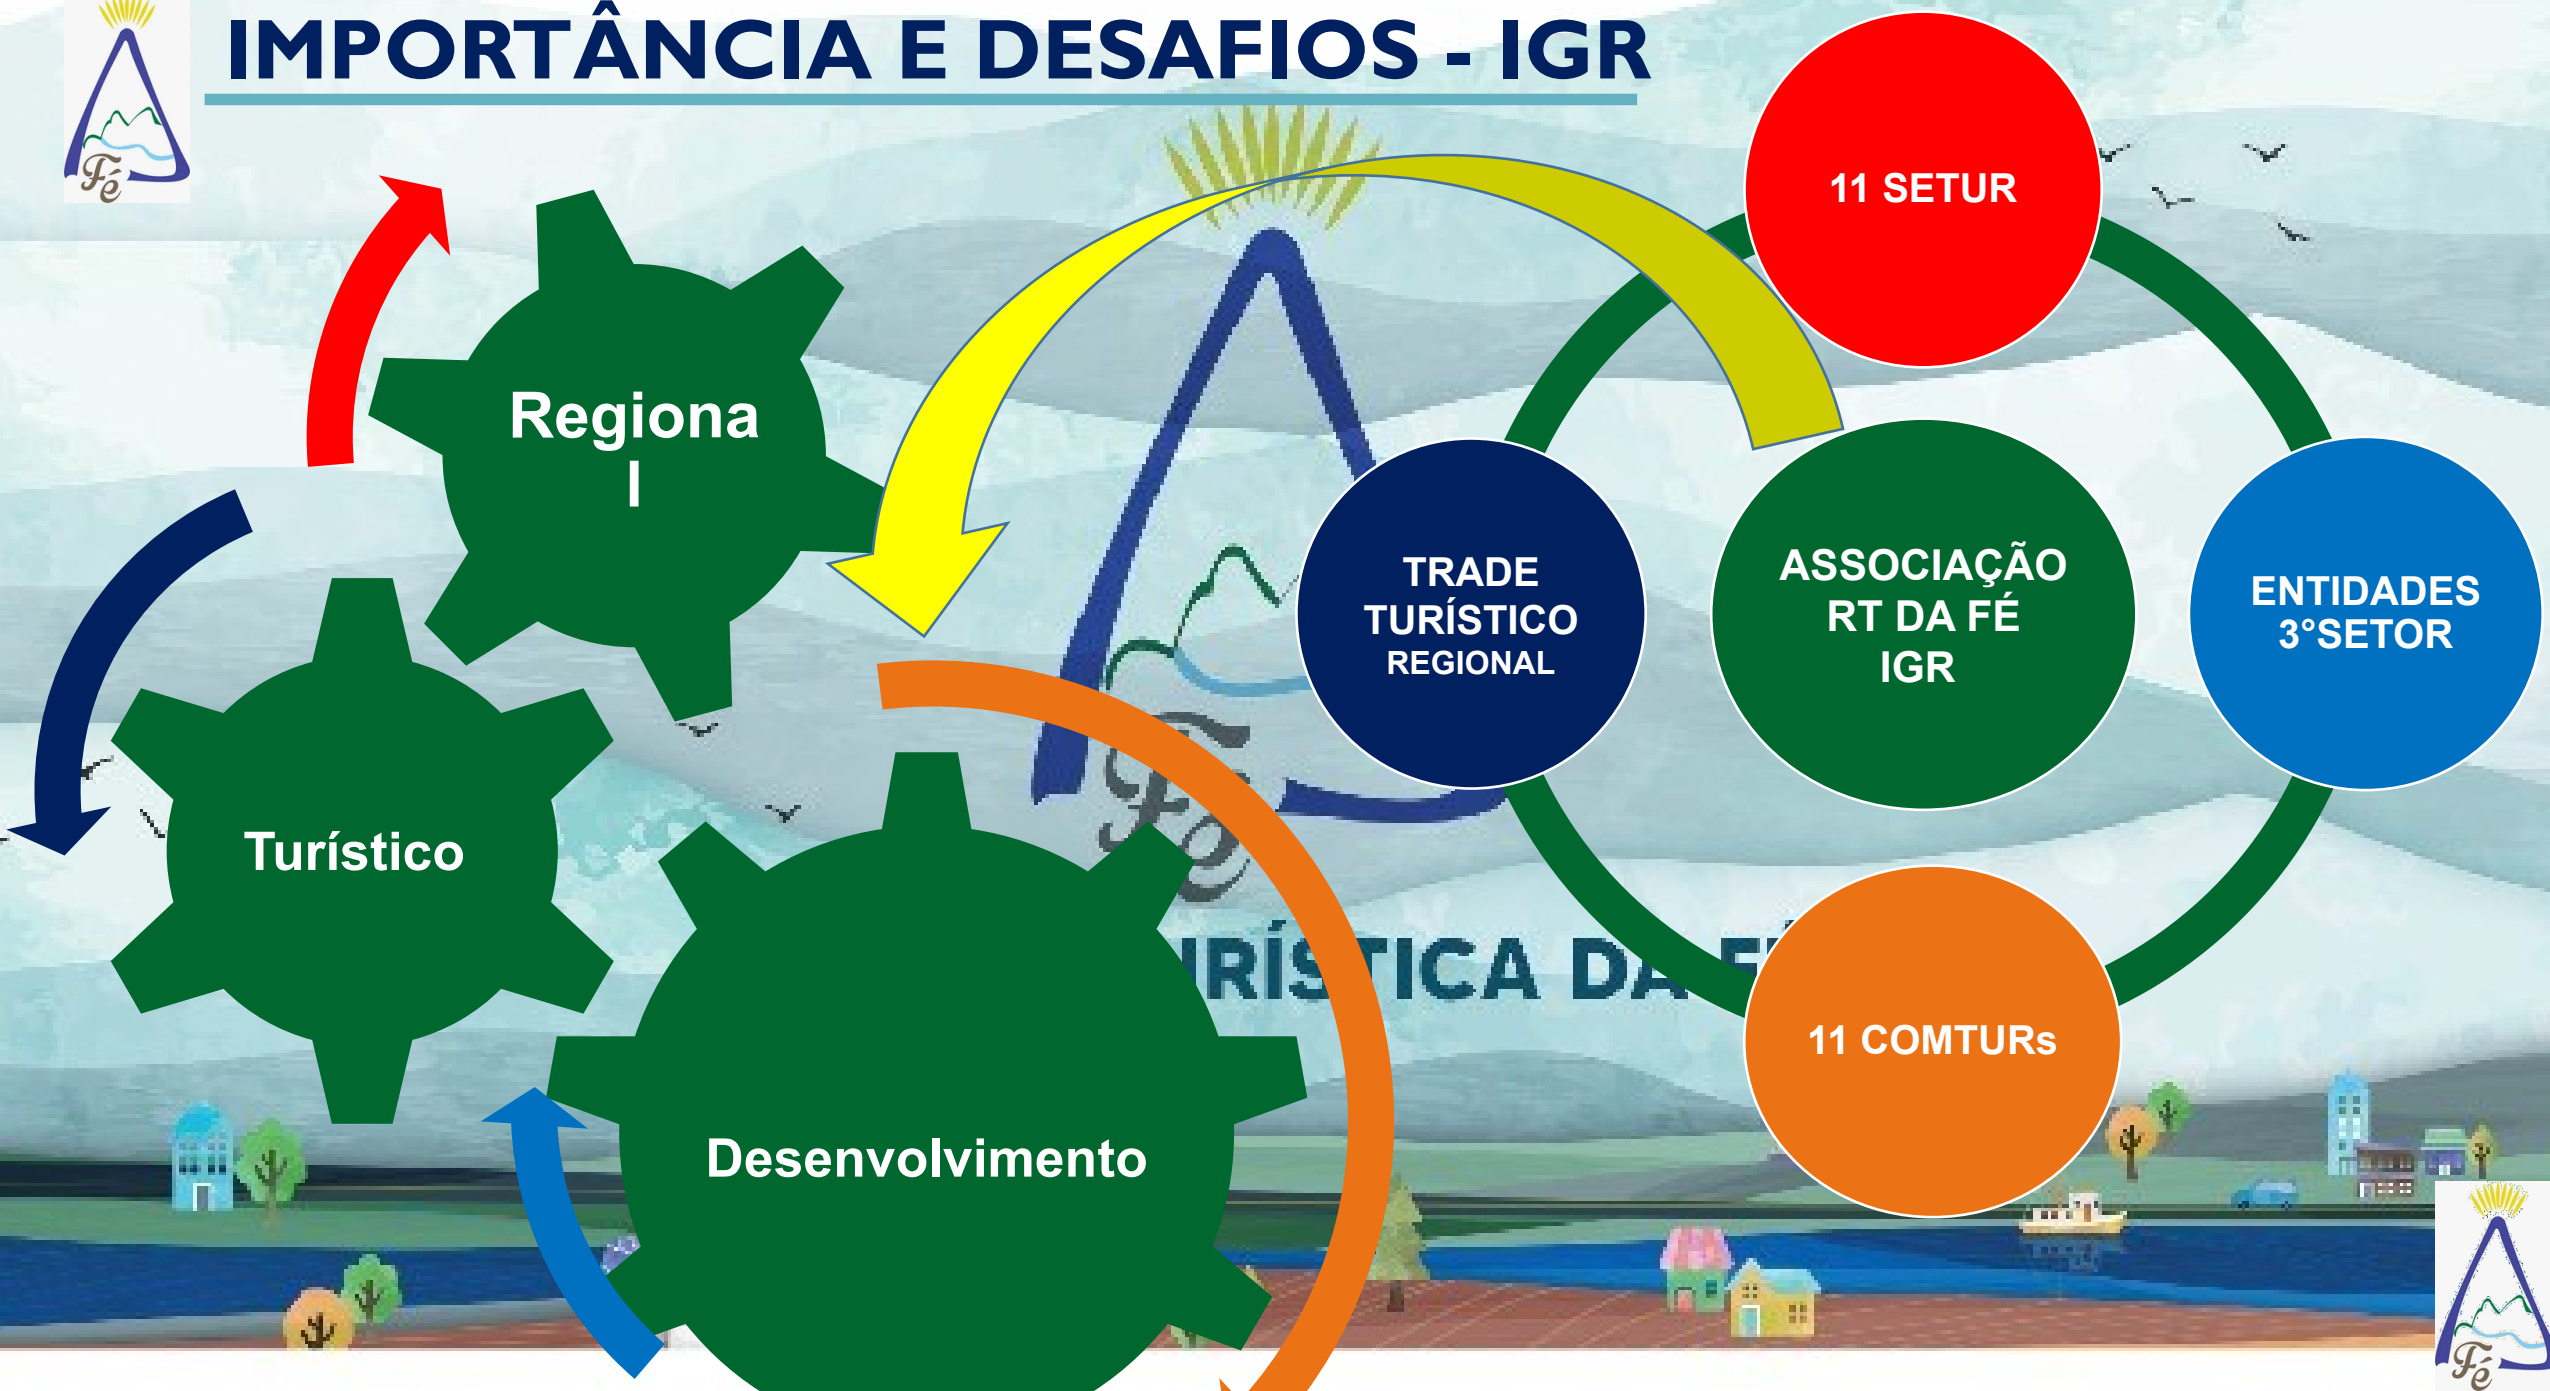 IMPORTÂNCIA E DESAFIOS - IGR
Fé
Regiona
l
Turístico
Desenvolvimento
11 SETUR
TRADE
TURÍSTICO
REGIONAL
ASSOCIAÇÃO
RT DA FÉ
IGR
ENTIDADES
3°SETOR
11 COMTURs
Fé
DA
Fé